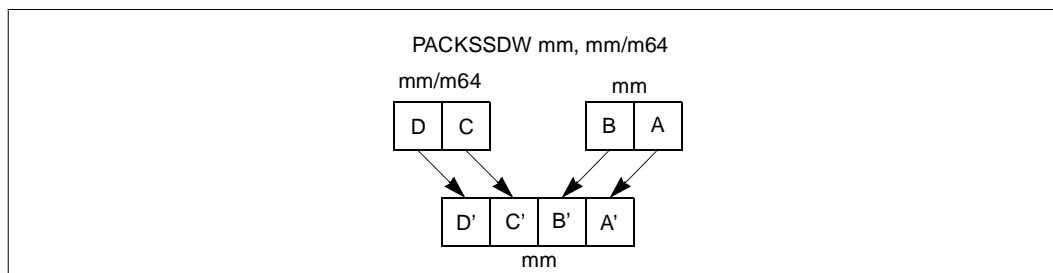 PACKSSDW mm, mm/m64
mm/m64 mm
D C B A
D’ C’ B’ A’
mm